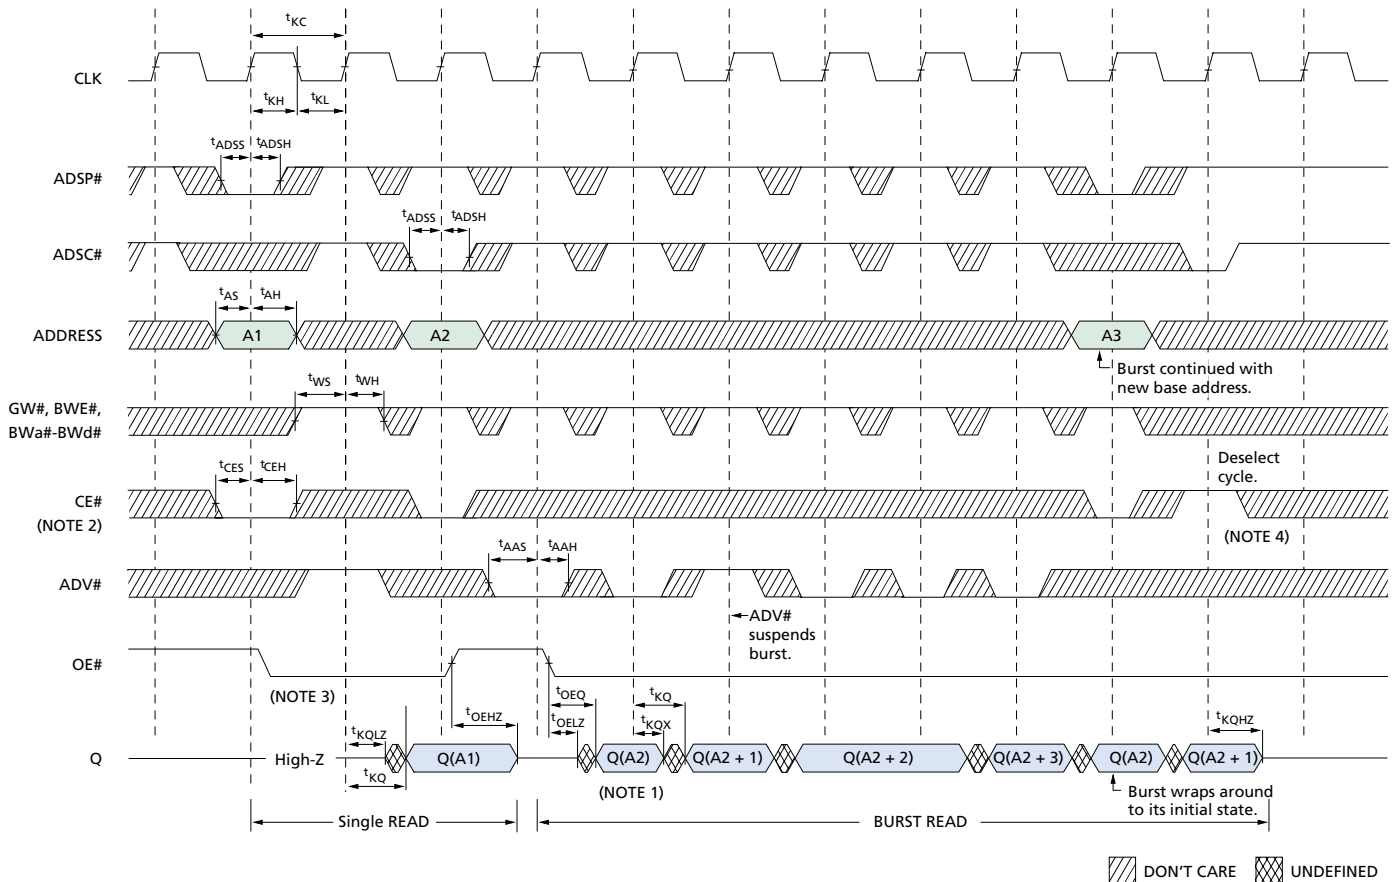 tKC
CLK
tKH
tKL
tADSS
tADSH
ADSP#
tADSS
tADSH
ADSC#
tAS
tAH
ADDRESS
A1
A2
A3
Burst continued with
new base address.
tWS
tWH
GW#, BWE#,
BWa#-BWd#
tCES
tCEH
Deselect
cycle.
CE#
(NOTE 2)
(NOTE 4)
tAAS
tAAH
ADV#
ADV#
suspends
burst.
OE#
(NOTE 3)
tOEHZ
tOEQ
tOELZ
tKQ
tKQX
tKQLZ
tKQHZ
Q
High-Z
Q(A1)
Q(A2)
Q(A2 + 1)
Q(A2 + 2)
Q(A2 + 3)
Q(A2)
Q(A2 + 1)
tKQ
(NOTE 1)
Burst wraps around
to its initial state.
Single READ
BURST READ
DON'T CARE
UNDEFINED